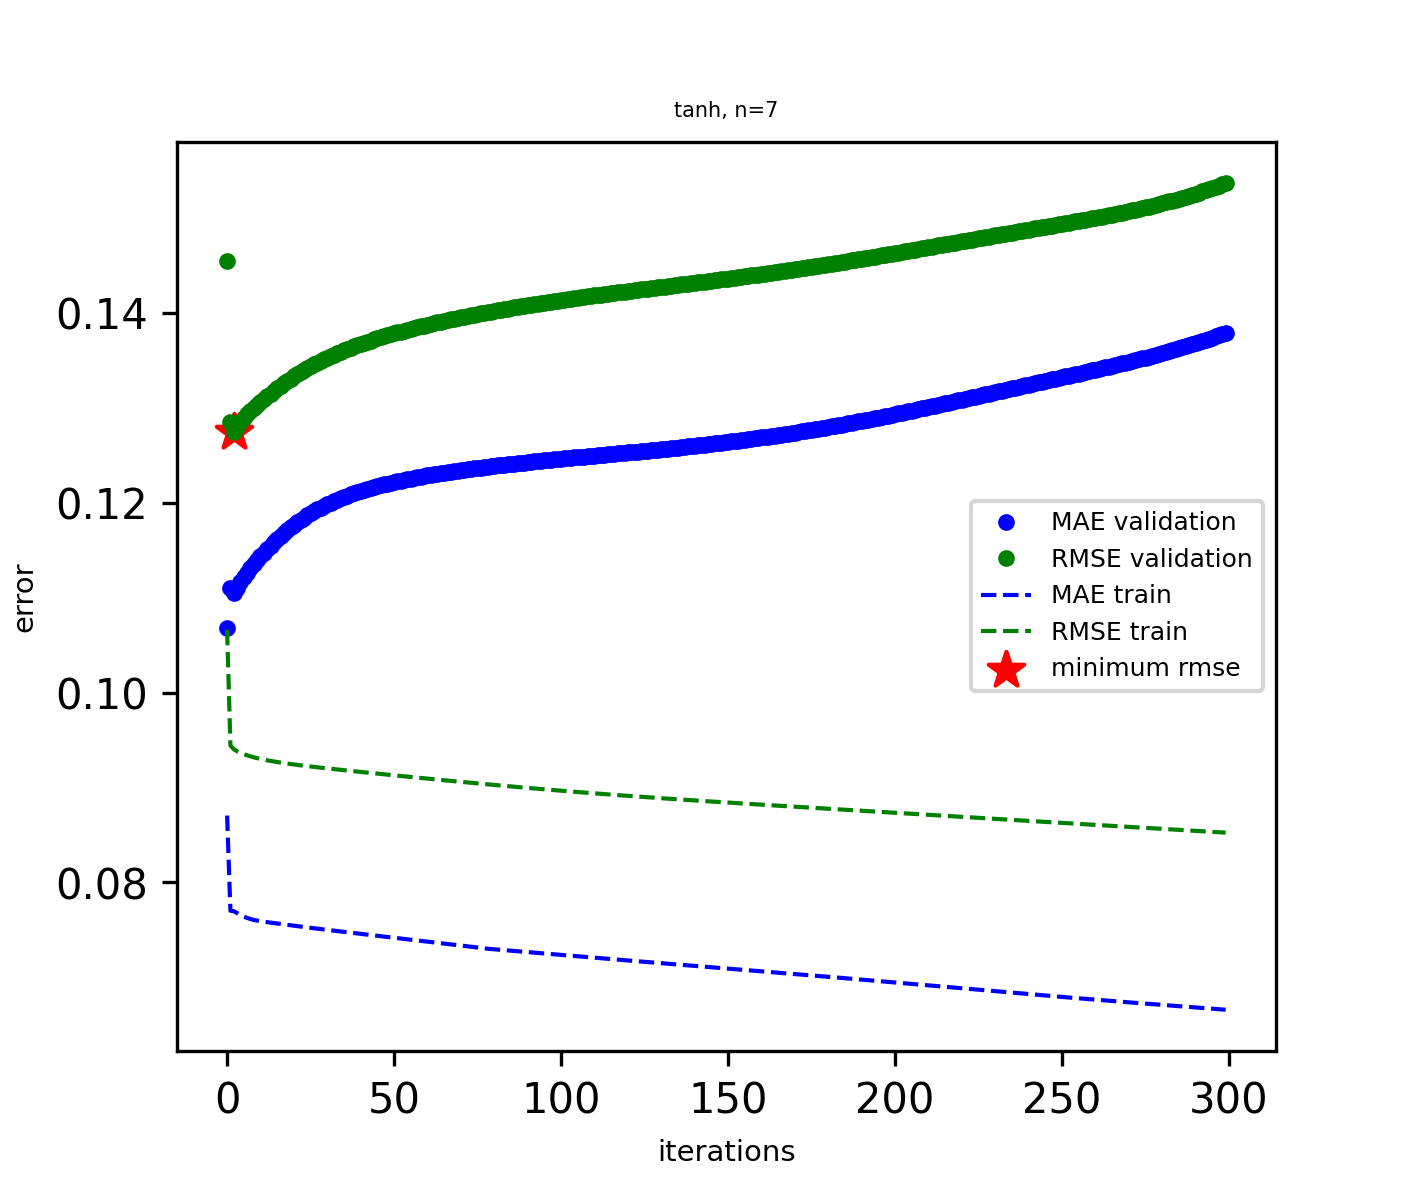 tanh, n=7
error
0.14
0.12
0.10
0.08
MAE validation
RMSE validation
MAE train
RMSE train
minimum rmse
0 50 100 150 200 250 300
iterations